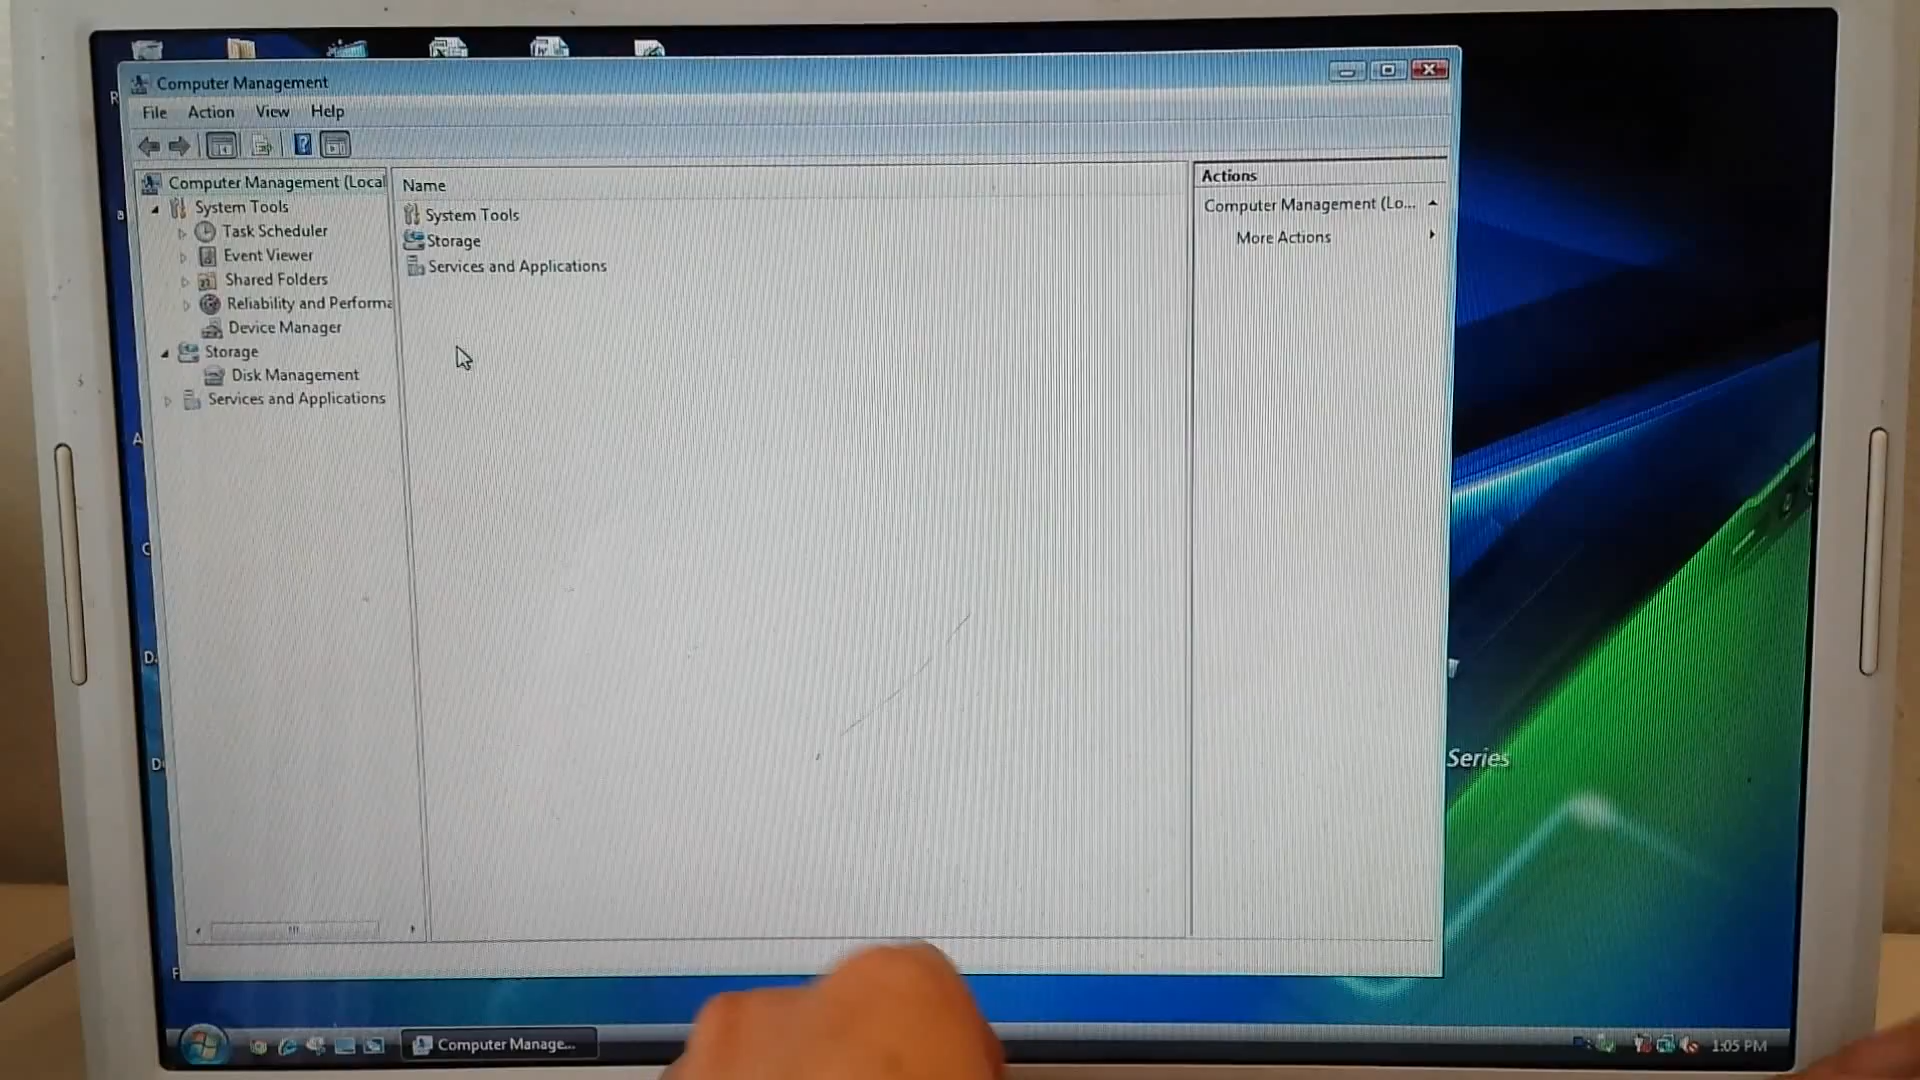 Computer Management
File Action View Help
Computer Management (Local
System Tools
Task Scheduler
Event Viewer
Shared Folders
Reliability and Performa
Device Manager
Storage
Disk Management
Services and Applications
Name
System Tools
Storage
Services and Applications
Actions
Computer Management (Lo...
More Actions
R
a
A
C
D
D
F
Series
Computer Manage...
1:05 PM